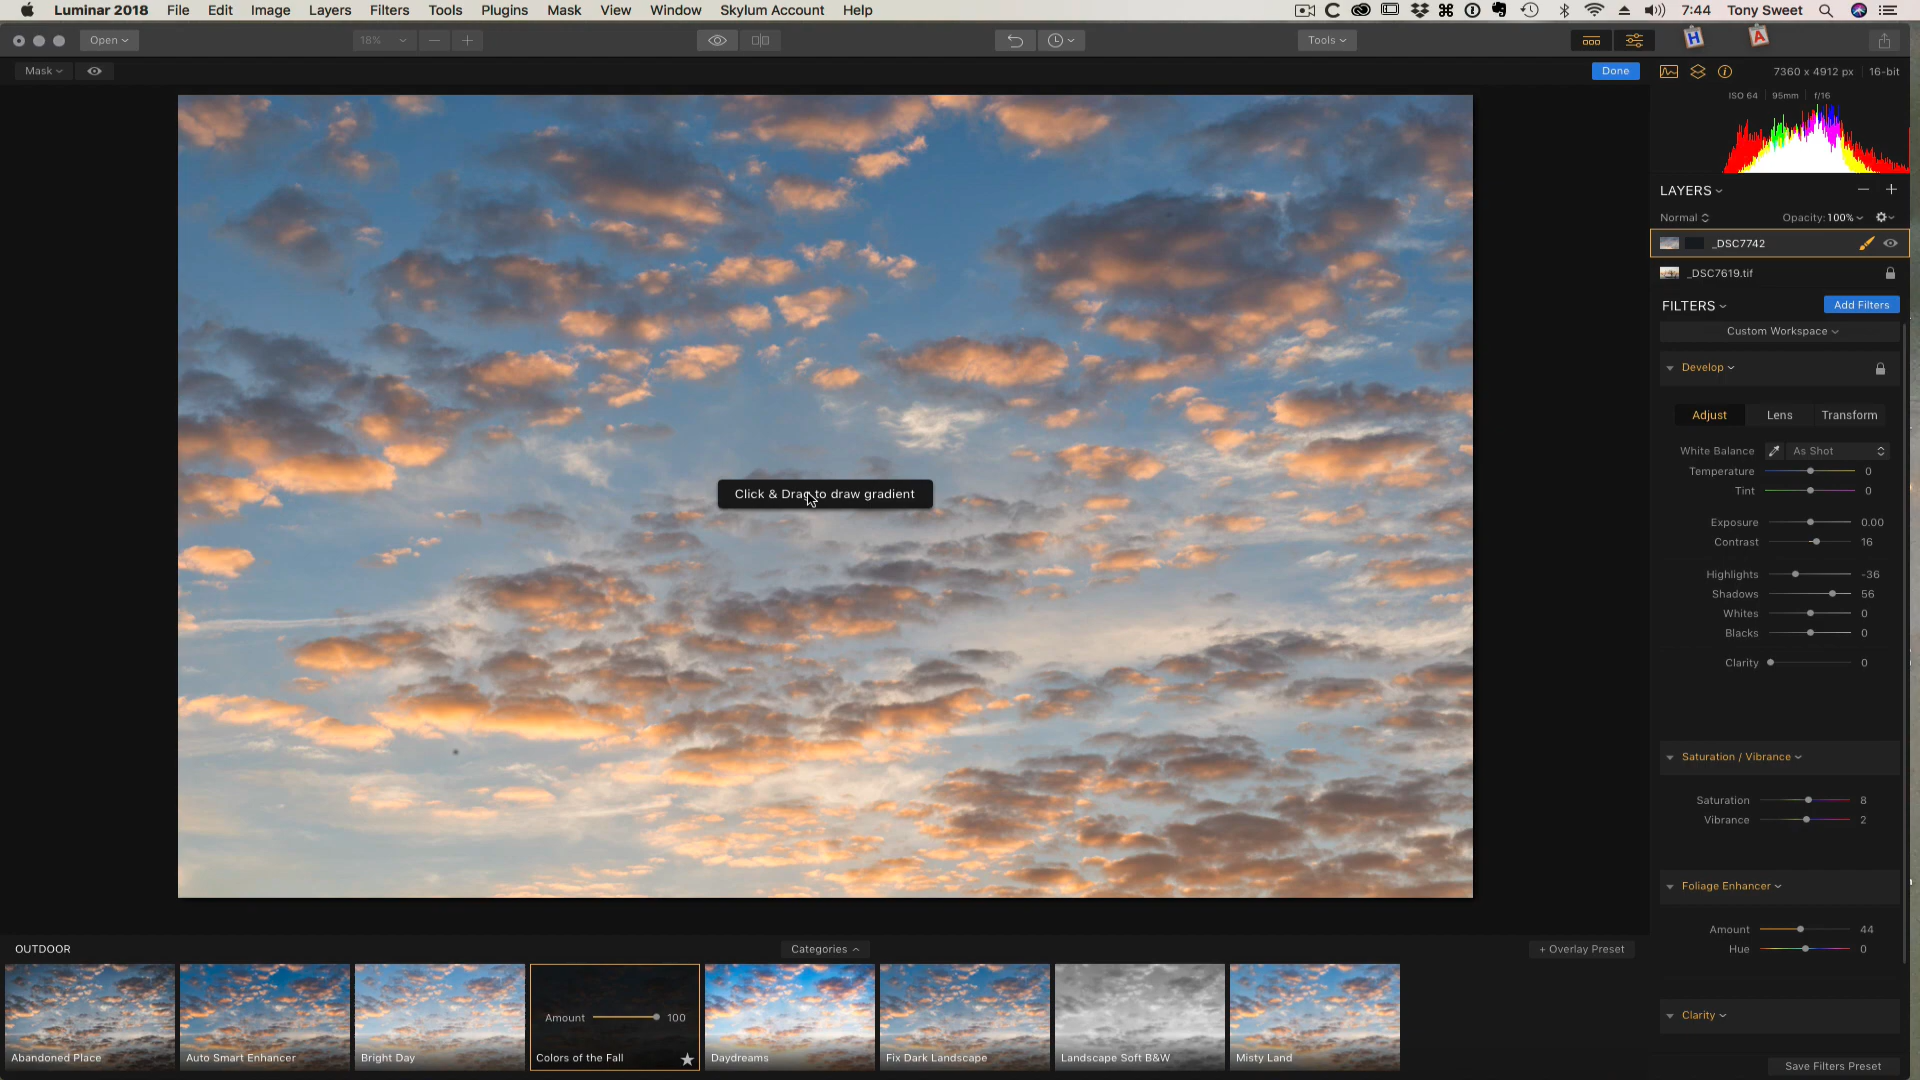 Luminar 2018 File Edit Image Layers Filters Tools Plugins Mask View Window Skylum Account Help 7:44 Tony Sweet
Open 18% Tools H A
Mask Done 7360 x 4912 px 16-bit
ISO 64 95mm f/16
LAYERS
Normal Opacity: 100%
_DSC7742
_DSC7619.tif
FILTERS Add Filters
Custom Workspace
Develop
Adjust Lens Transform
White Balance As Shot
Temperature 0
Tint 0
Exposure 0.00
Contrast 16
Highlights -36
Shadows 56
Whites 0
Blacks 0
Clarity 0
Saturation / Vibrance
Saturation 8
Vibrance 2
Foliage Enhancer
Amount 44
Hue 0
Clarity
Save Filters Preset
Click & Drag to draw gradient
OUTDOOR Categories + Overlay Preset
Amount 100
Abandoned Place Auto Smart Enhancer Bright Day Colors of the Fall Daydreams Fix Dark Landscape Landscape Soft B&W Misty Land